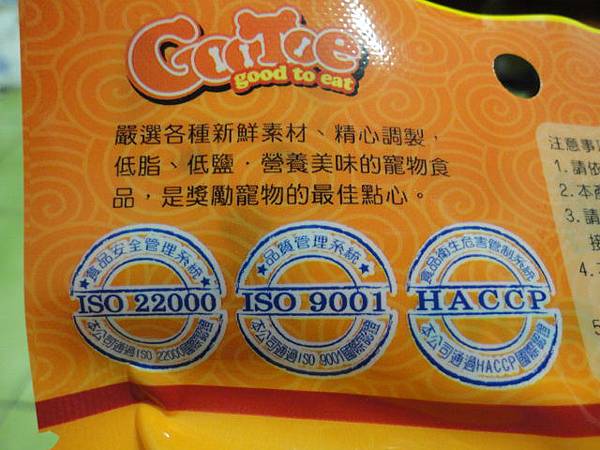 GooToe
good to eat
嚴選各種新鮮素材、精心調製,
低脂、低鹽‧營養美味的寵物食
品,是獎勵寵物的最佳點心。
食品安全管理系統
ISO 22000
本公司通過ISO 22000國際認證
品質管理系統
ISO 9001
本公司通過ISO 9001國際認證
食品衛生危害管制系統
HACCP
本公司通過HACCP國際認證
注意事
1.請依
2.本產
3.請
接
4.
5